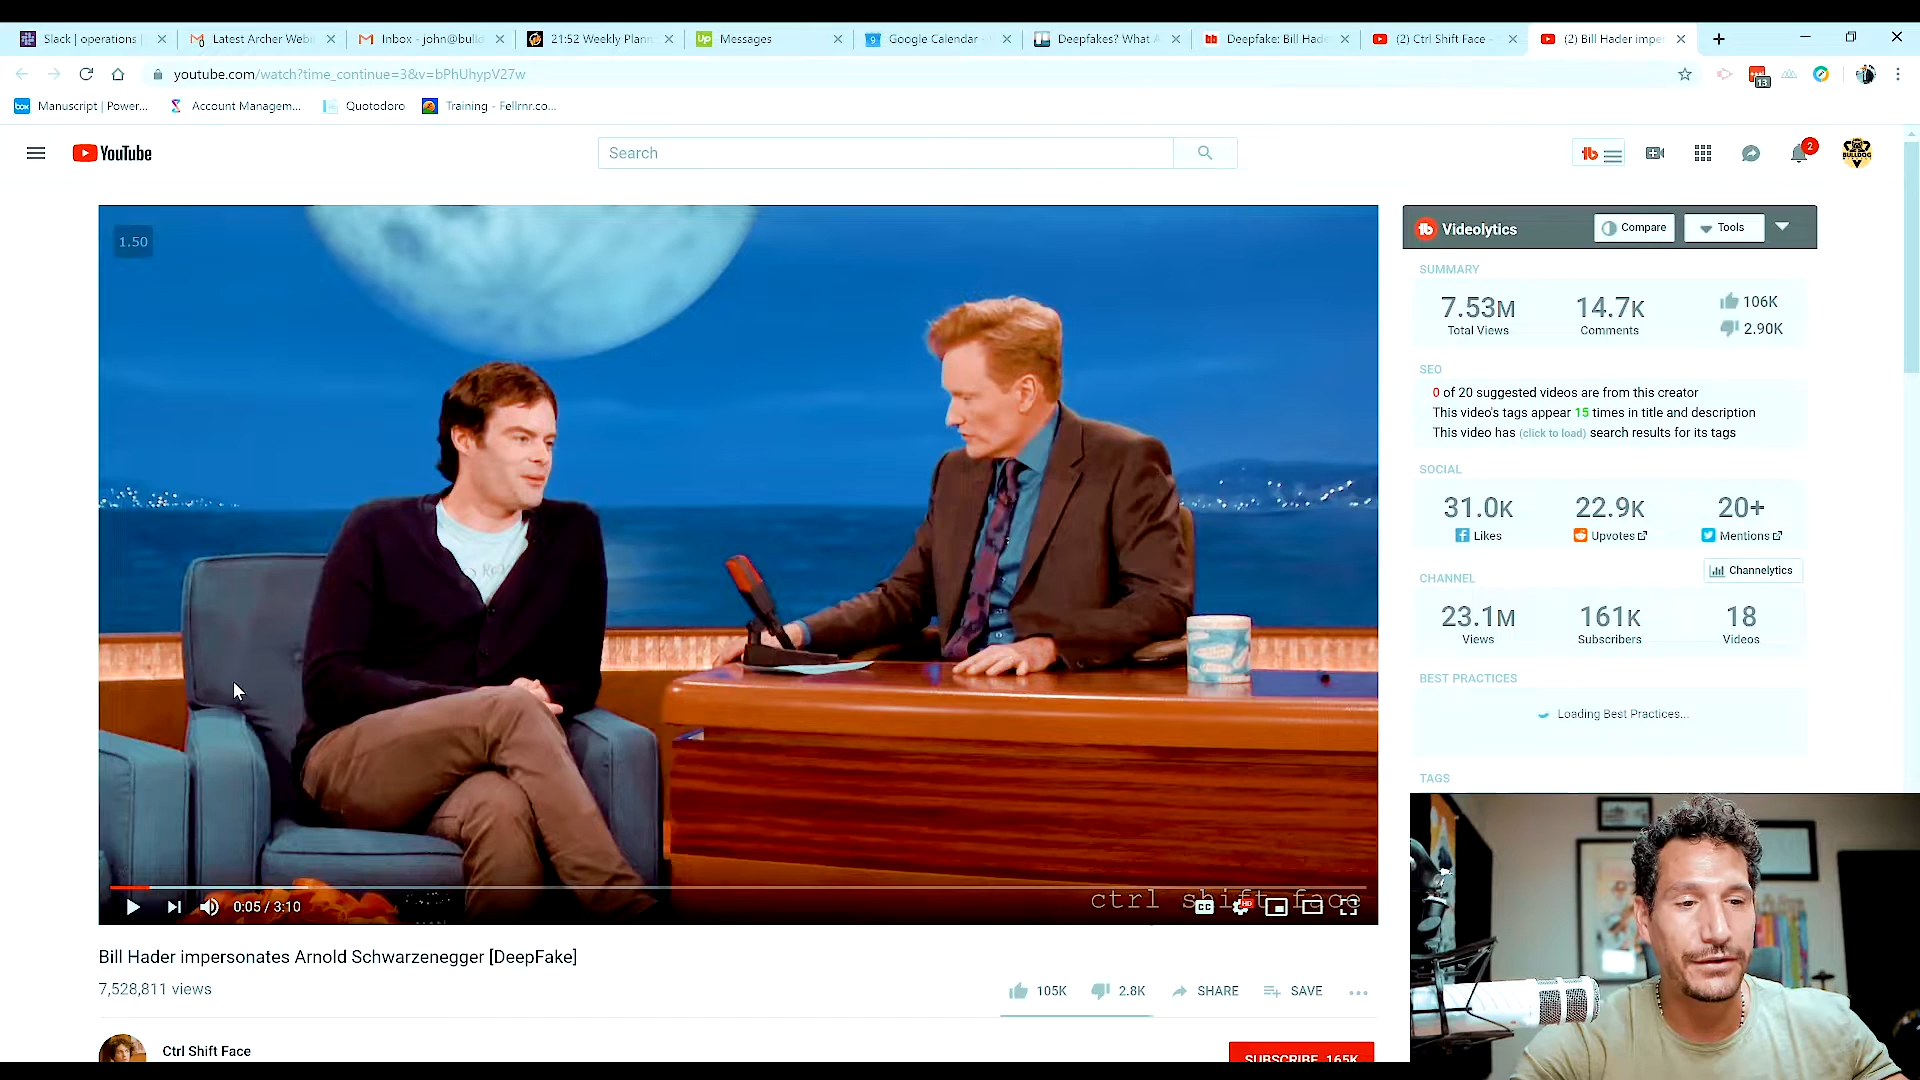 Slack | operations
Latest Archer Webi
Inbox - john@bulld
21:52 Weekly Plann
Messages
Google Calendar -
Deepfakes? What A
Deepfake: Bill Hade
(2) Ctrl Shift Face -
(2) Bill Hader impe
youtube.com/watch?time_continue=3&v=bPhUhypV27w
13
Manuscript | Power...
Account Managem...
Quotodoro
Training - Fellrnr.co...
YouTube
Search
2
BULLDOG
1.50
ctrl shift face
0:05 / 3:10
CC
HD
Bill Hader impersonates Arnold Schwarzenegger [DeepFake]
7,528,811 views
105K
2.8K
SHARE
SAVE
Ctrl Shift Face
SUBSCRIBE 165K
Videolytics
Compare
Tools
SUMMARY
7.53M
Total Views
14.7K
Comments
106K
2.90K
SEO
0 of 20 suggested videos are from this creator
This video's tags appear 15 times in title and description
This video has (click to load) search results for its tags
SOCIAL
31.0K
Likes
22.9K
Upvotes
20+
Mentions
CHANNEL
Channelytics
23.1M
Views
161K
Subscribers
18
Videos
BEST PRACTICES
Loading Best Practices...
TAGS